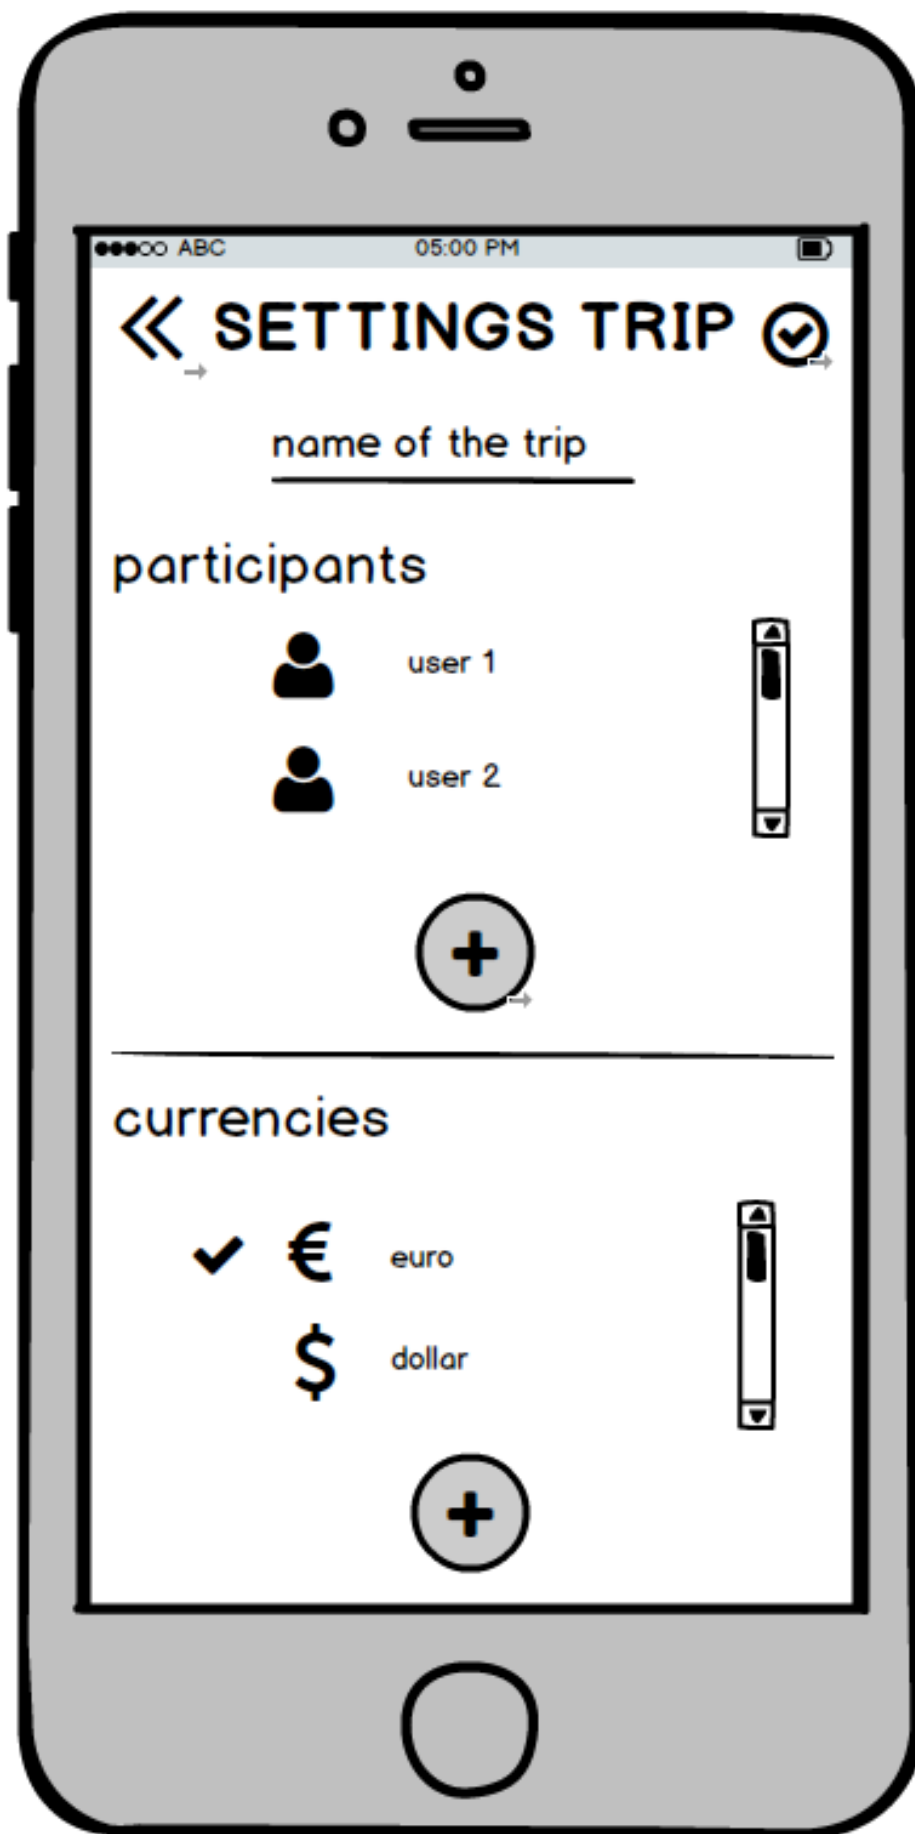 ABC 05:00 PM
SETTINGS TRIP
name of the trip
participants
user 1
user 2
+
currencies
€ euro
$ dollar
+